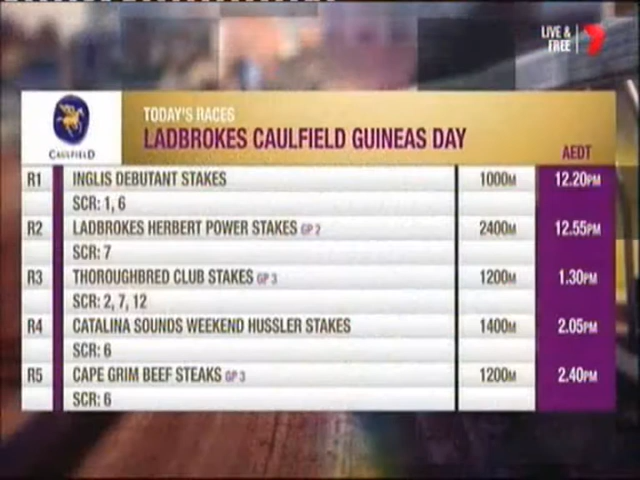 LIVE &
FREE
TODAY'S RACES
LADBROKES CAULFIELD GUINEAS DAY
CAULFIELD
AEDT
R1 INGLIS DEBUTANT STAKES 1000M 12.20PM
SCR: 1, 6
R2 LADBROKES HERBERT POWER STAKES GP 2 2400M 12.55PM
SCR: 7
R3 THOROUGHBRED CLUB STAKES GP 3 1200M 1.30PM
SCR: 2, 7, 12
R4 CATALINA SOUNDS WEEKEND HUSSLER STAKES 1400M 2.05PM
SCR: 6
R5 CAPE GRIM BEEF STEAKS GP 3 1200M 2.40PM
SCR: 6